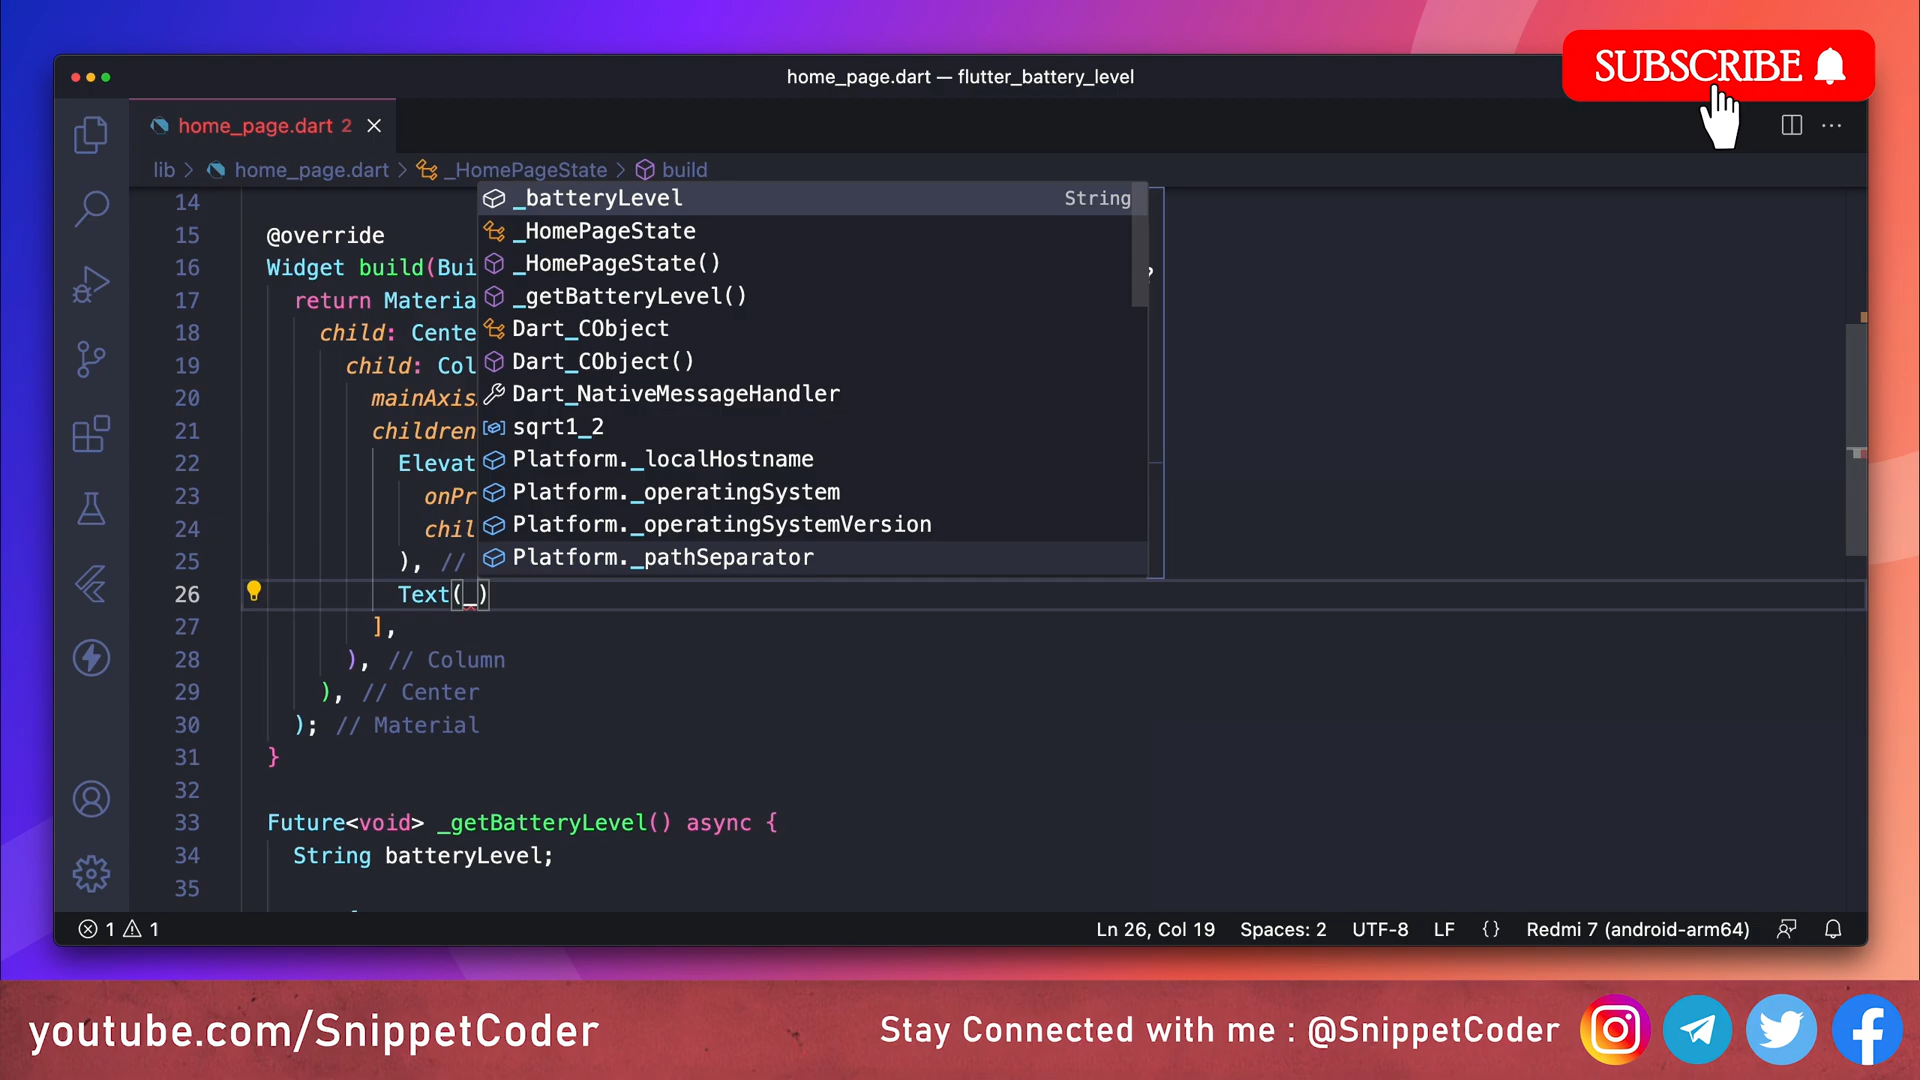 SUBSCRIBE
home_page.dart — flutter_battery_level
home_page.dart 2
lib > home_page.dart > _HomePageState > build
14
15 @override
16 Widget build(Bui
17 return Materia
18 child: Cente
19 child: Col
20 mainAxis
21 children
22 Elevat
23 onPr
24 chil
25 ), //
26 Text(_)
27 ],
28 ), // Column
29 ), // Center
30 ); // Material
31 }
32
33 Future<void> _getBatteryLevel() async {
34 String batteryLevel;
35
_batteryLevel String
_HomePageState
_HomePageState()
_getBatteryLevel()
Dart_CObject
Dart_CObject()
Dart_NativeMessageHandler
sqrt1_2
Platform._localHostname
Platform._operatingSystem
Platform._operatingSystemVersion
Platform._pathSeparator
1 1 Ln 26, Col 19 Spaces: 2 UTF-8 LF {} Redmi 7 (android-arm64)
youtube.com/SnippetCoder Stay Connected with me : @SnippetCoder